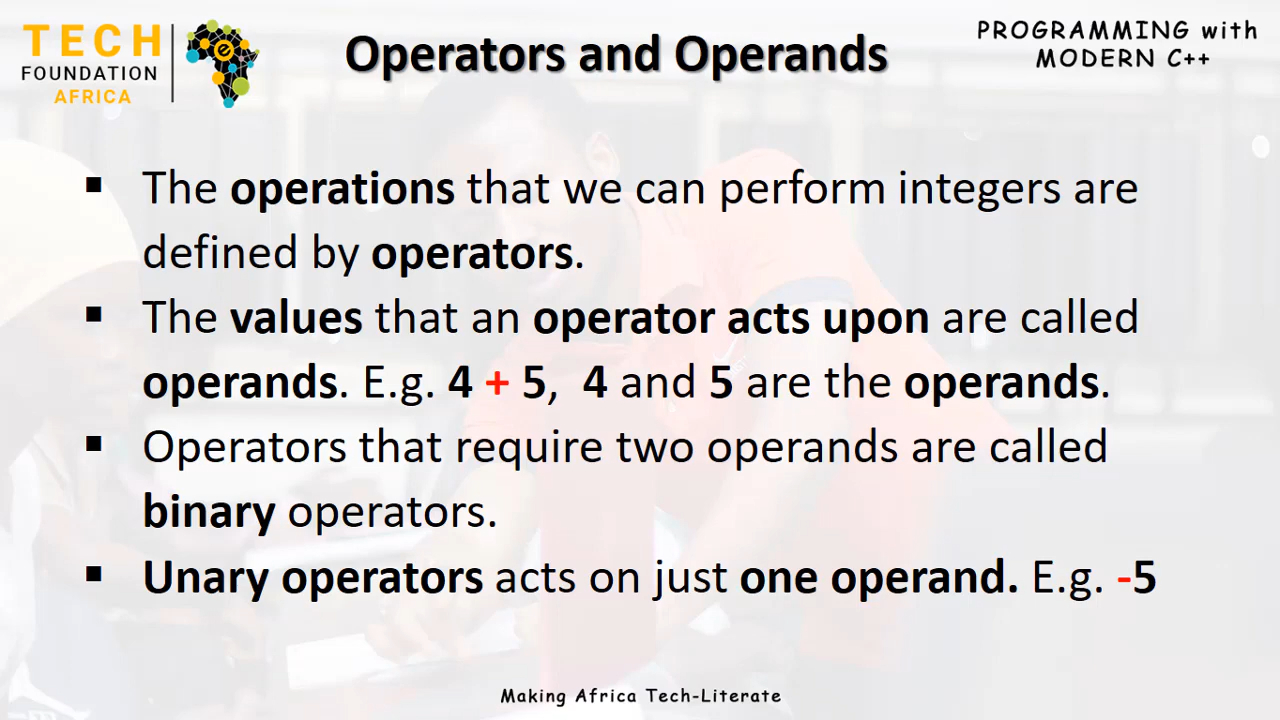 TECH
FOUNDATION
AFRICA
e
Operators and Operands
PROGRAMMING with
MODERN C++
▪ The operations that we can perform integers are
defined by operators.
▪ The values that an operator acts upon are called
operands. E.g. 4 + 5, 4 and 5 are the operands.
▪ Operators that require two operands are called
binary operators.
▪ Unary operators acts on just one operand. E.g. -5
Making Africa Tech-Literate